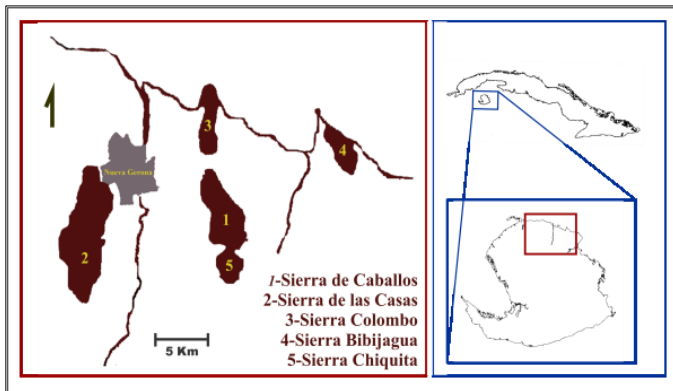 3
4
Nueva Gerona
1
2
5
1-Sierra de Caballos
2-Sierra de las Casas
3-Sierra Colombo
4-Sierra Bibijagua
5-Sierra Chiquita
5 Km